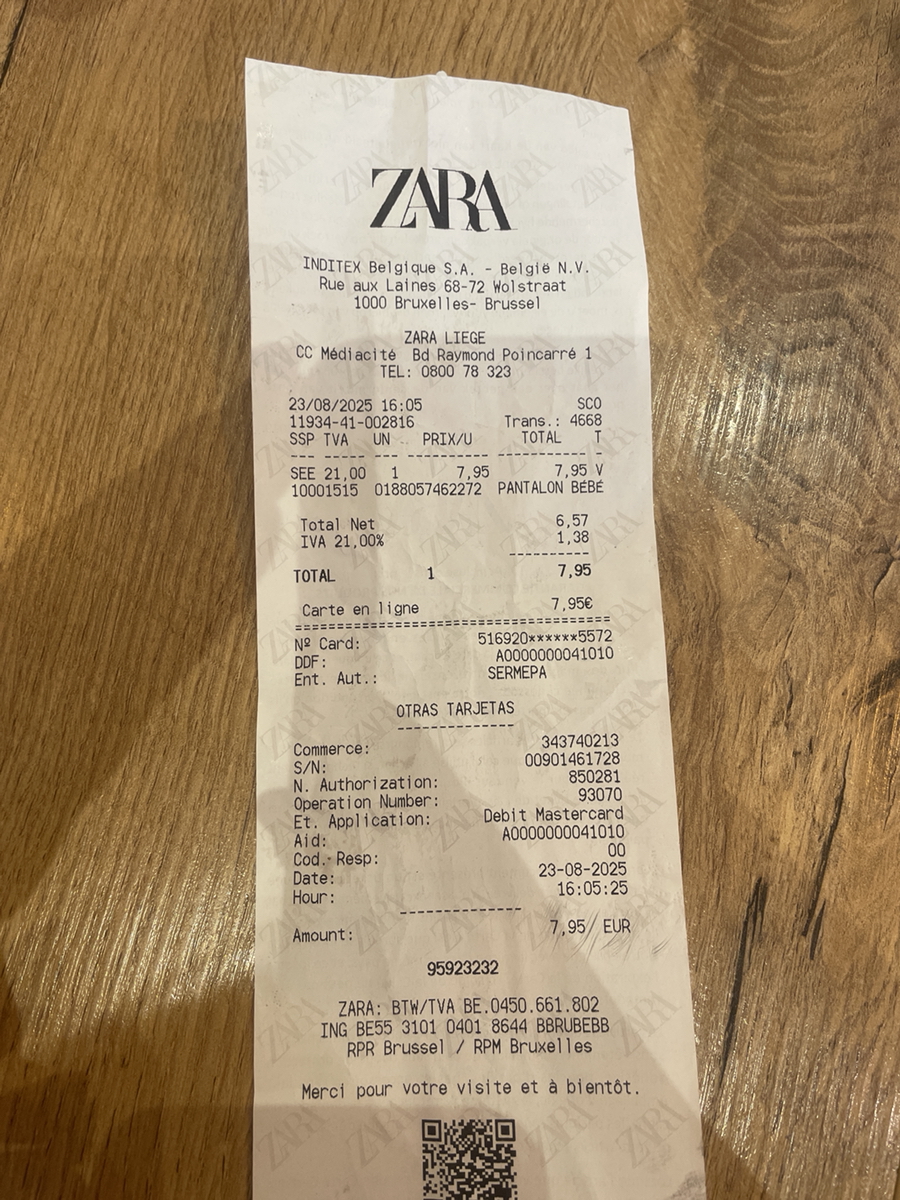 ZARA
INDITEX Belgique S.A. - België N.V.
Rue aux Laines 68-72 Wolstraat
1000 Bruxelles- Brussel
ZARA LIEGE
CC Médiacité Bd Raymond Poincarré 1
TEL: 0800 78 323
23/08/2025 16:05 SCO
11934-41-002816 Trans.: 4668
SSP TVA UN PRIX/U TOTAL T
--- ----- --- ---------- ----------- -
SEE 21,00 1 7,95 7,95 V
10001515 0188057462272 PANTALON BÉBÉ
Total Net 6,57
IVA 21,00% 1,38
----------
TOTAL 1 7,95
Carte en ligne 7,95€
======================================
Nº Card: 516920******5572
DDF: A0000000041010
Ent. Aut.: SERMEPA
OTRAS TARJETAS
--------------
Commerce: 343740213
S/N: 00901461728
N. Authorization: 850281
Operation Number: 93070
Et. Application: Debit Mastercard
Aid: A0000000041010
Cod. Resp: 00
Date: 23-08-2025
Hour: 16:05:25
--------------
Amount: 7,95 EUR
95923232
ZARA: BTW/TVA BE.0450.661.802
ING BE55 3101 0401 8644 BBRUBEBB
RPR Brussel / RPM Bruxelles
Merci pour votre visite et à bientôt.